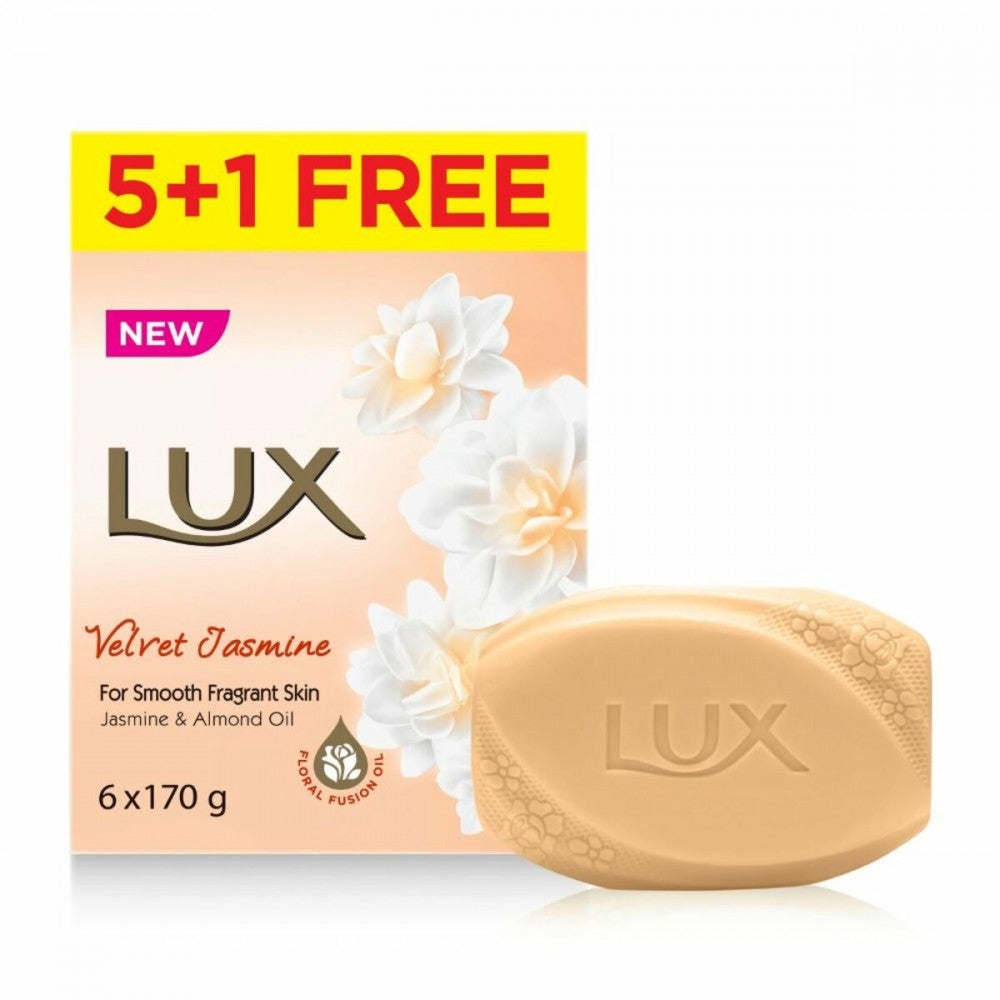 5+1 FREE
NEW
LUX
Velvet Jasmine
For Smooth Fragrant Skin
Jasmine & Almond Oil
FLORAL FUSION OIL
6 x 170 g
LUX